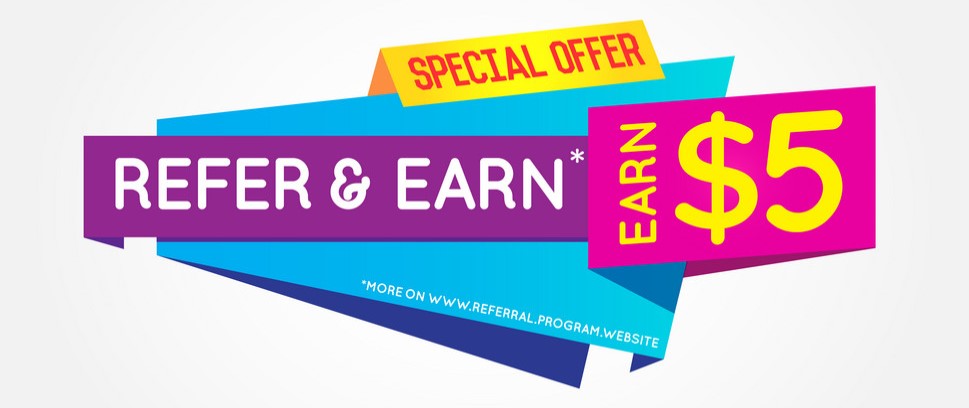 SPECIAL OFFER
REFER & EARN*
EARN $5
*MORE ON WWW.REFERRAL.PROGRAM.WEBSITE